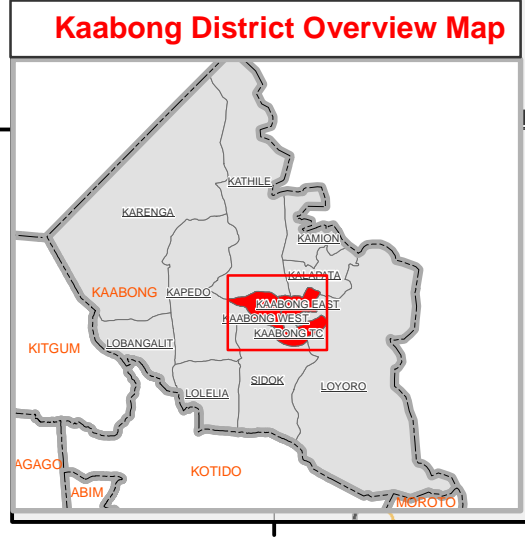 Kaabong District Overview Map
KATHILE
KARENGA
KAMION
KALAPATA
KAABONG
KAPEDO
KAABONG EAST
KAABONG WEST
KAABONG TC
KITGUM
LOBANGALIT
SIDOK
LOYORO
LOLELIA
AGAGO
KOTIDO
ABIM
MOROTO